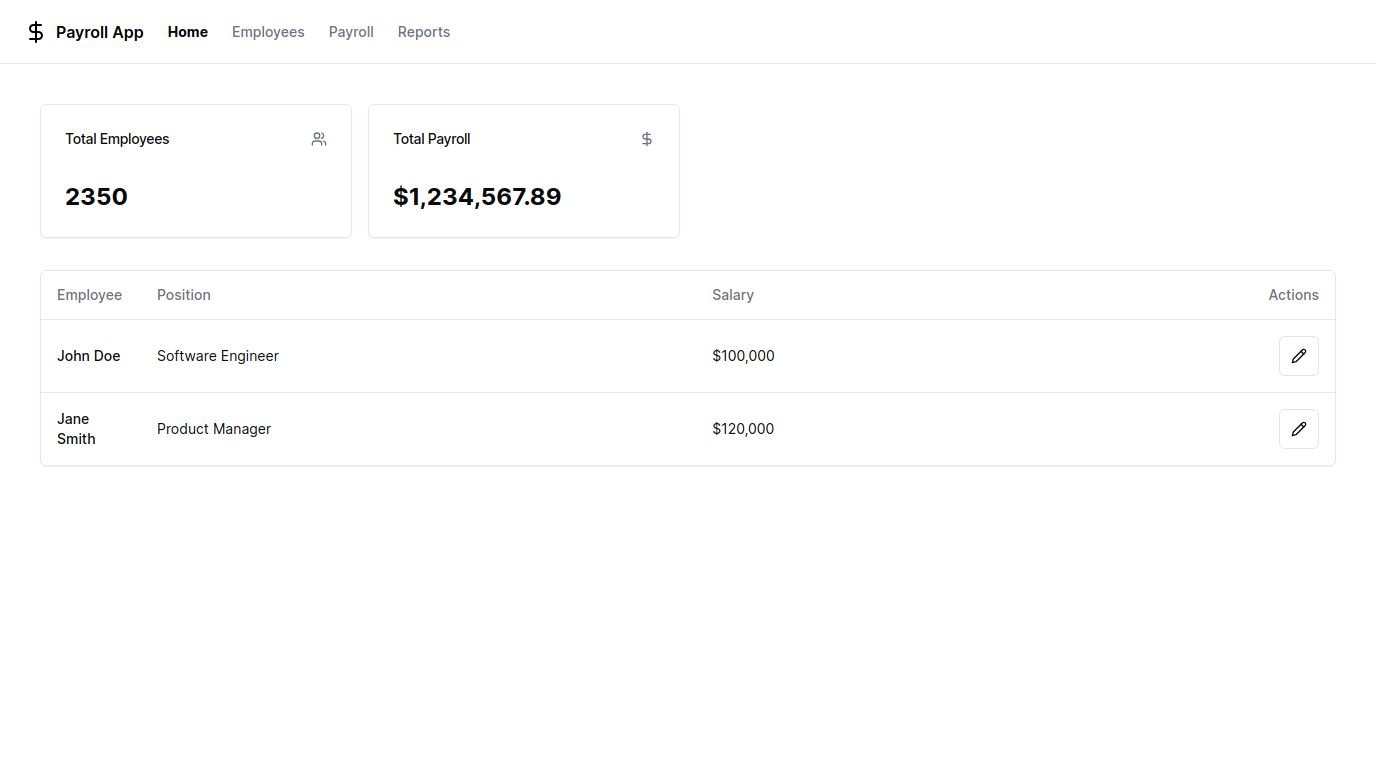 Payroll App Home Employees Payroll Reports
Total Employees
2350
Total Payroll
$1,234,567.89
Employee Position Salary Actions
John Doe Software Engineer $100,000
Jane
Smith
Product Manager $120,000